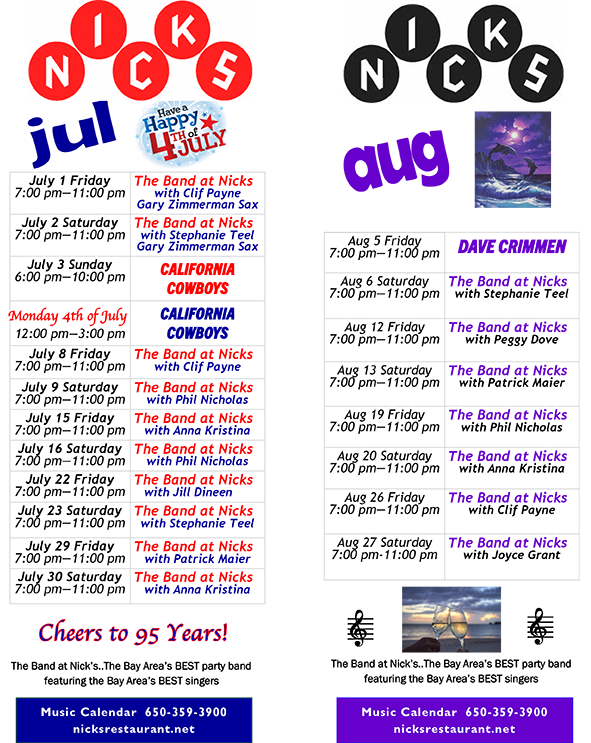 NICKS
jul
Have a
Happy
4TH of
JULY
July 1 Friday
7:00 pm—11:00 pm
The Band at Nicks
with Clif Payne
Gary Zimmerman Sax
July 2 Saturday
7:00 pm—11:00 pm
The Band at Nicks
with Stephanie Teel
Gary Zimmerman Sax
July 3 Sunday
6:00 pm—10:00 pm
CALIFORNIA
COWBOYS
Monday 4th of July
12:00 pm—3:00 pm
CALIFORNIA
COWBOYS
July 8 Friday
7:00 pm—11:00 pm
The Band at Nicks
with Clif Payne
July 9 Saturday
7:00 pm—11:00 pm
The Band at Nicks
with Phil Nicholas
July 15 Friday
7:00 pm—11:00 pm
The Band at Nicks
with Anna Kristina
July 16 Saturday
7:00 pm—11:00 pm
The Band at Nicks
with Phil Nicholas
July 22 Friday
7:00 pm—11:00 pm
The Band at Nicks
with Jill Dineen
July 23 Saturday
7:00 pm—11:00 pm
The Band at Nicks
with Stephanie Teel
July 29 Friday
7:00 pm—11:00 pm
The Band at Nicks
with Patrick Maier
July 30 Saturday
7:00 pm—11:00 pm
The Band at Nicks
with Anna Kristina
Cheers to 95 Years!
The Band at Nick's..The Bay Area's BEST party band
featuring the Bay Area's BEST singers
Music Calendar 650-359-3900
nicksrestaurant.net
NICKS
aug
Aug 5 Friday
7:00 pm—11:00 pm
DAVE CRIMMEN
Aug 6 Saturday
7:00 pm—11:00 pm
The Band at Nicks
with Stephanie Teel
Aug 12 Friday
7:00 pm—11:00 pm
The Band at Nicks
with Peggy Dove
Aug 13 Saturday
7:00 pm—11:00 pm
The Band at Nicks
with Patrick Maier
Aug 19 Friday
7:00 pm—11:00 pm
The Band at Nicks
with Phil Nicholas
Aug 20 Saturday
7:00 pm—11:00 pm
The Band at Nicks
with Anna Kristina
Aug 26 Friday
7:00 pm—11:00 pm
The Band at Nicks
with Clif Payne
Aug 27 Saturday
7:00 pm-11:00 pm
The Band at Nicks
with Joyce Grant
The Band at Nick's..The Bay Area's BEST party band
featuring the Bay Area's BEST singers
Music Calendar 650-359-3900
nicksrestaurant.net